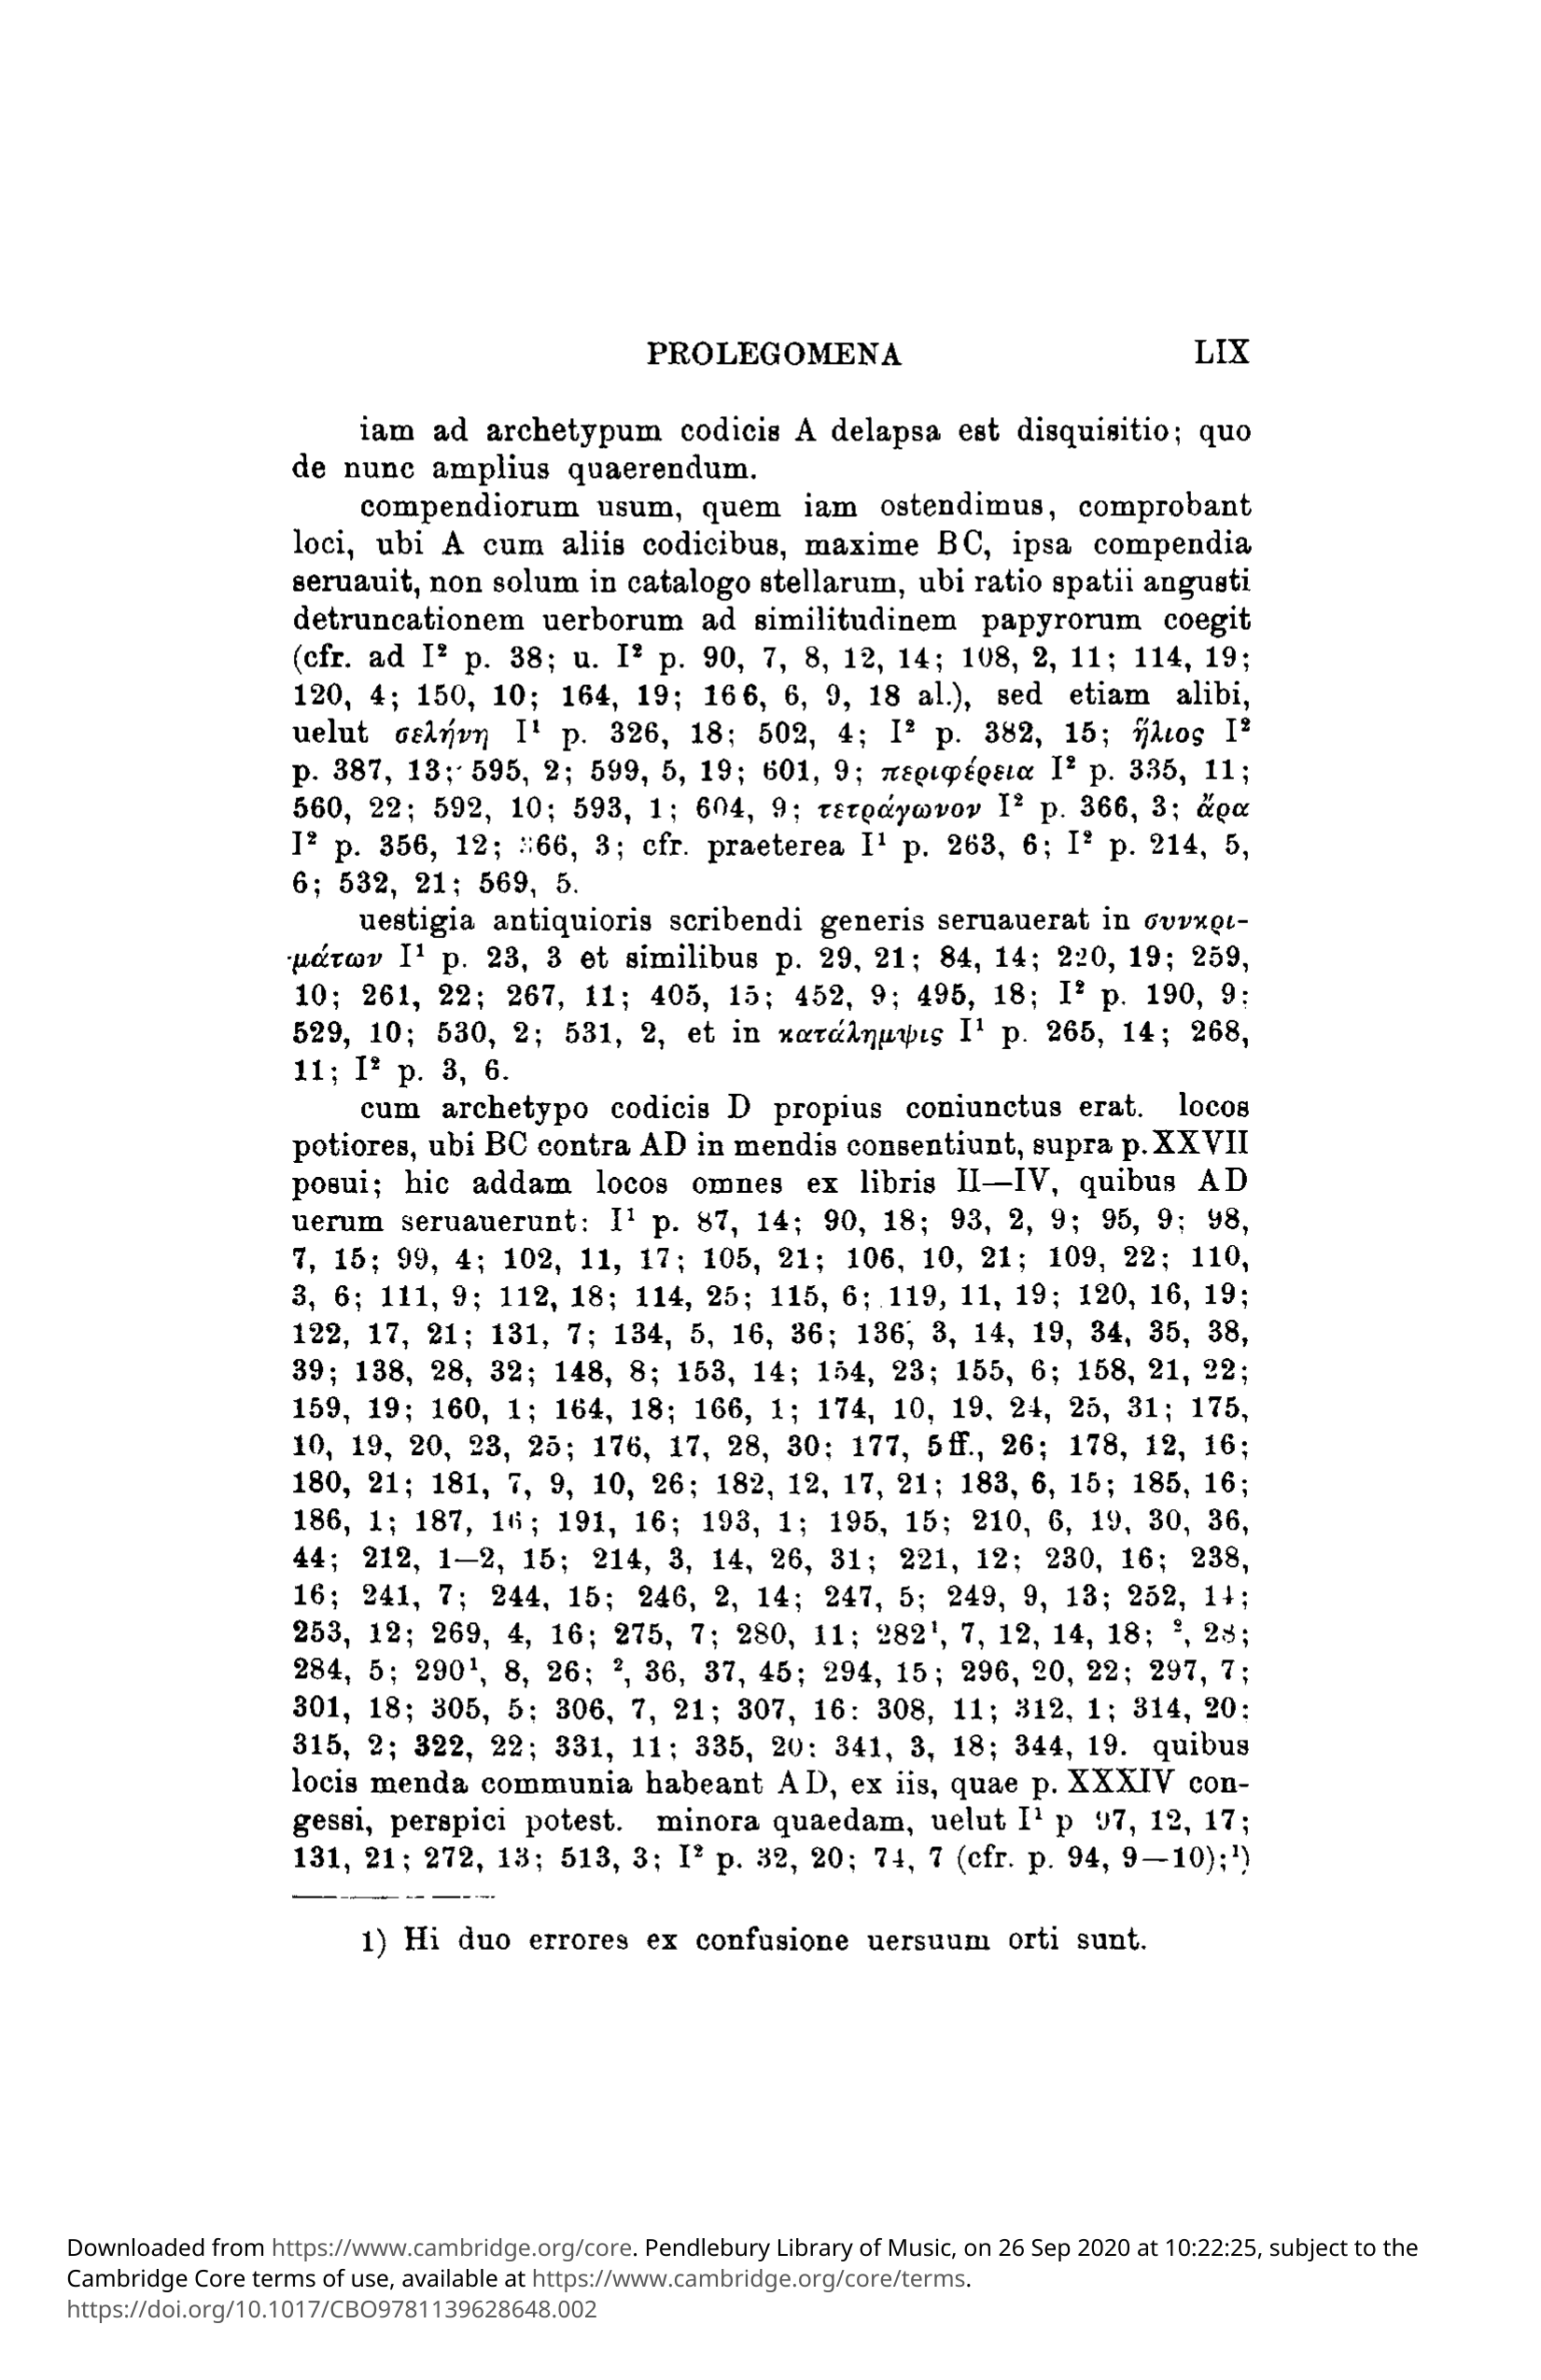 PROLEGOMENA LIX
iam ad archetypum codicis A delapsa est disquisitio; quo
de nunc amplius quaerendum.
compendiorum usum, quem iam ostendimus, comprobant
loci, ubi A cum aliis codicibus, maxime BC, ipsa compendia
seruauit, non solum in catalogo stellarum, ubi ratio spatii angusti
detruncationem uerborum ad similitudinem papyrorum coegit
(cfr. ad I² p. 38; u. I² p. 90, 7, 8, 12, 14; 108, 2, 11; 114, 19;
120, 4; 150, 10; 164, 19; 166, 6, 9, 18 al.), sed etiam alibi,
uelut σελήνη I¹ p. 326, 18; 502, 4; I² p. 382, 15; ἥλιος I²
p. 387, 13; 595, 2; 599, 5, 19; 601, 9; περιφέρεια I² p. 335, 11;
560, 22; 592, 10; 593, 1; 604, 9; τετράγωνον I² p. 366, 3; ἄρα
I² p. 356, 12; 366, 3; cfr. praeterea I¹ p. 263, 6; I² p. 214, 5,
6; 532, 21; 569, 5.
uestigia antiquioris scribendi generis seruauerat in συνκρι-
μάτων I¹ p. 23, 3 et similibus p. 29, 21; 84, 14; 220, 19; 259,
10; 261, 22; 267, 11; 405, 15; 452, 9; 495, 18; I² p. 190, 9;
529, 10; 530, 2; 531, 2, et in κατάλημψις I¹ p. 265, 14; 268,
11; I² p. 3, 6.
cum archetypo codicis D propius coniunctus erat. locos
potiores, ubi BC contra AD in mendis consentiunt, supra p. XXVII
posui; hic addam locos omnes ex libris II—IV, quibus AD
uerum seruauerunt: I¹ p. 87, 14; 90, 18; 93, 2, 9; 95, 9; 98,
7, 15; 99, 4; 102, 11, 17; 105, 21; 106, 10, 21; 109, 22; 110,
3, 6; 111, 9; 112, 18; 114, 25; 115, 6; 119, 11, 19; 120, 16, 19;
122, 17, 21; 131, 7; 134, 5, 16, 36; 136, 3, 14, 19, 34, 35, 38,
39; 138, 28, 32; 148, 8; 153, 14; 154, 23; 155, 6; 158, 21, 22;
159, 19; 160, 1; 164, 18; 166, 1; 174, 10, 19, 24, 25, 31; 175,
10, 19, 20, 23, 25; 176, 17, 28, 30; 177, 5ff., 26; 178, 12, 16;
180, 21; 181, 7, 9, 10, 26; 182, 12, 17, 21; 183, 6, 15; 185, 16;
186, 1; 187, 16; 191, 16; 193, 1; 195, 15; 210, 6, 19, 30, 36,
44; 212, 1—2, 15; 214, 3, 14, 26, 31; 221, 12; 230, 16; 238,
16; 241, 7; 244, 15; 246, 2, 14; 247, 5; 249, 9, 13; 252, 14;
253, 12; 269, 4, 16; 275, 7; 280, 11; 282¹, 7, 12, 14, 18; ², 28;
284, 5; 290¹, 8, 26; ², 36, 37, 45; 294, 15; 296, 20, 22; 297, 7;
301, 18; 305, 5; 306, 7, 21; 307, 16; 308, 11; 312, 1; 314, 20;
315, 2; 322, 22; 331, 11; 335, 20; 341, 3, 18; 344, 19. quibus
locis menda communia habeant AD, ex iis, quae p. XXXIV con-
gessi, perspici potest. minora quaedam, uelut I¹ p 97, 12, 17;
131, 21; 272, 13; 513, 3; I² p. 32, 20; 74, 7 (cfr. p. 94, 9—10);¹)
1) Hi duo errores ex confusione uersuum orti sunt.
Downloaded from https://www.cambridge.org/core. Pendlebury Library of Music, on 26 Sep 2020 at 10:22:25, subject to the
Cambridge Core terms of use, available at https://www.cambridge.org/core/terms.
https://doi.org/10.1017/CBO9781139628648.002